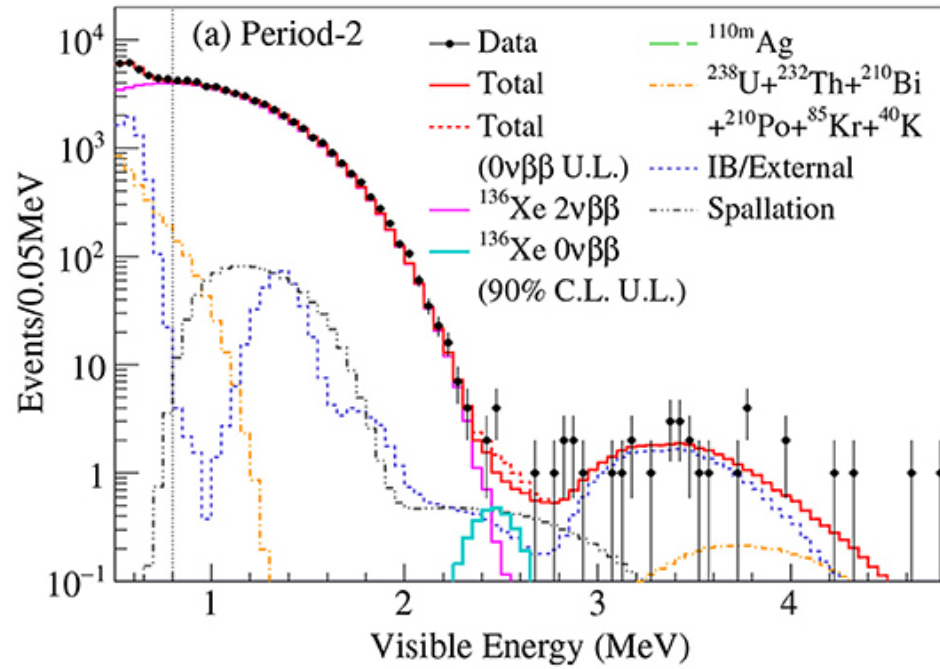 (a) Period-2
Data
Total
Total
(0νββ U.L.)
¹³⁶Xe 2νββ
¹³⁶Xe 0νββ
(90% C.L. U.L.)
¹¹⁰ᵐAg
²³⁸U+²³²Th+²¹⁰Bi
+²¹⁰Po+⁸⁵Kr+⁴⁰K
IB/External
Spallation
Events/0.05MeV
10⁴
10³
10²
10
1
10⁻¹
1 2 3 4
Visible Energy (MeV)